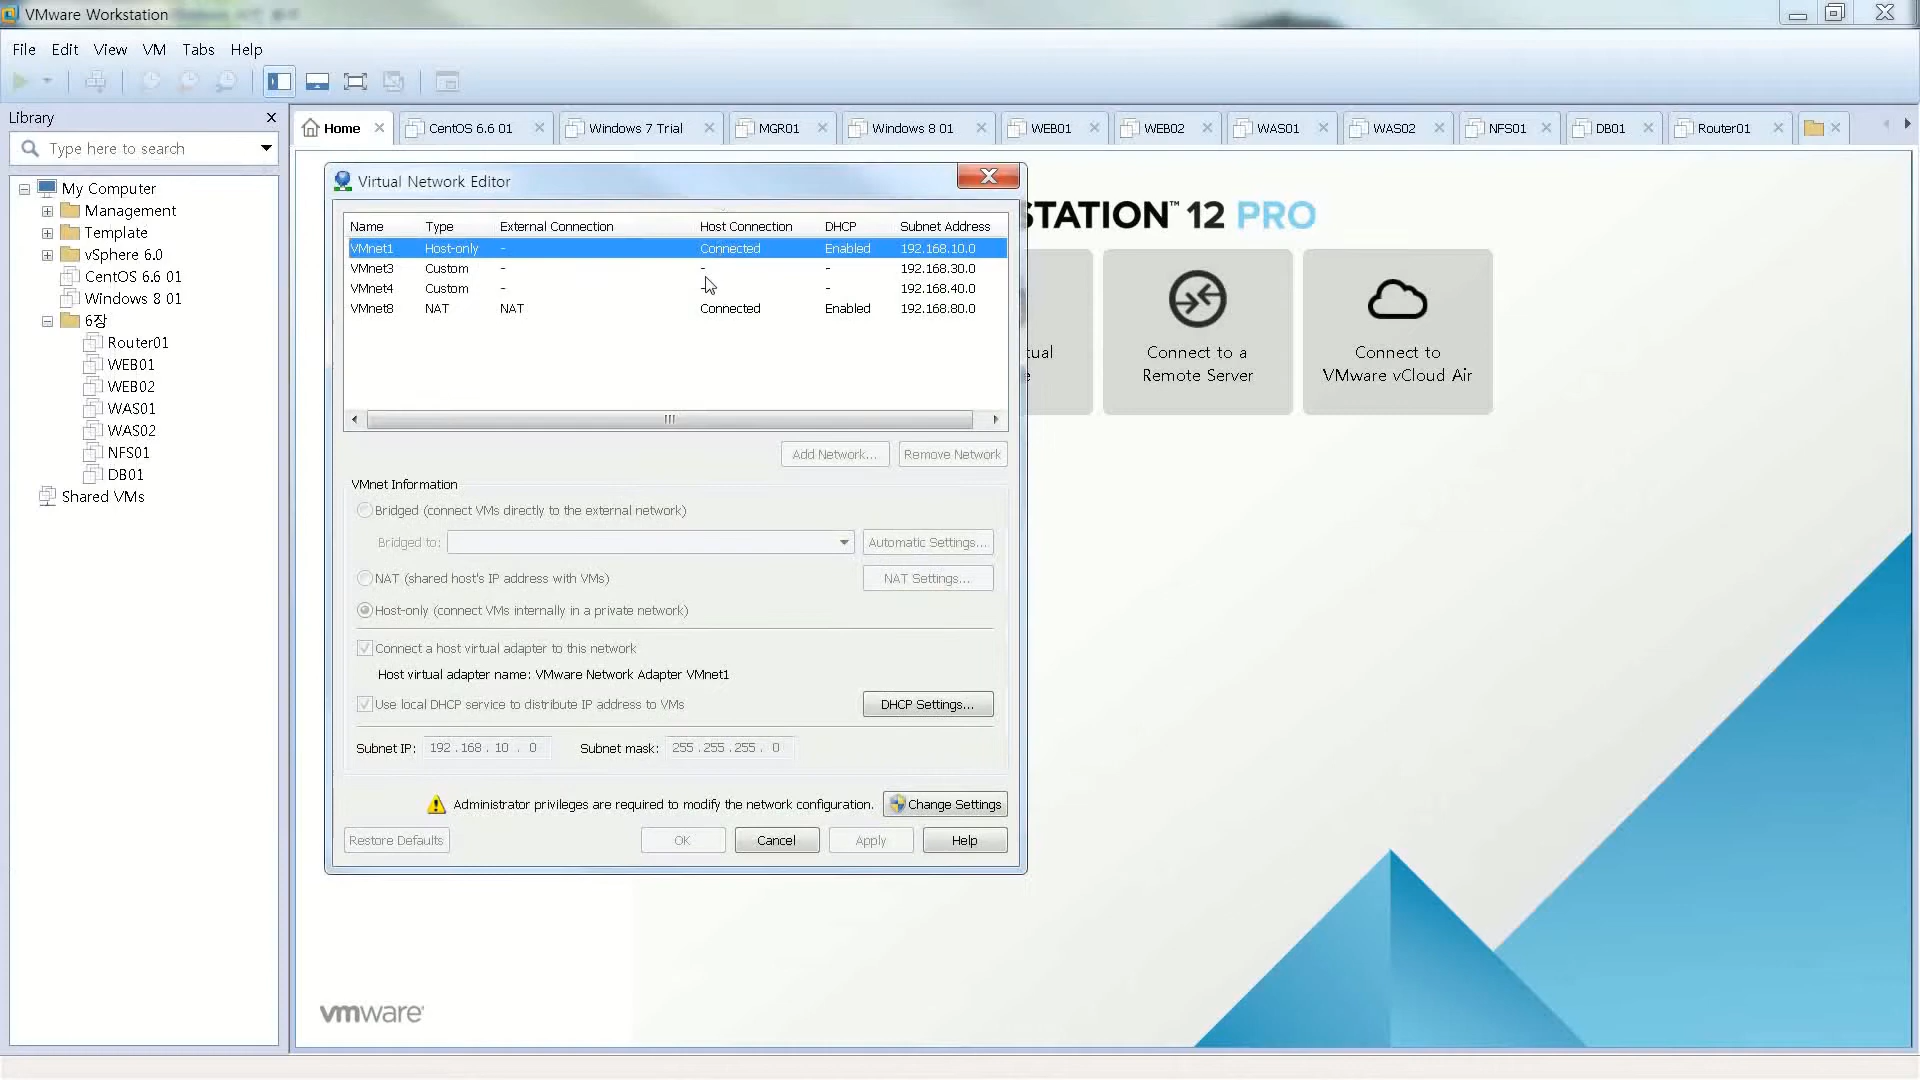 VMware Workstation
File Edit View VM Tabs Help
Library
Type here to search
My Computer
Management
Template
vSphere 6.0
CentOS 6.6 01
Windows 8 01
6장
Router01
WEB01
WEB02
WAS01
WAS02
NFS01
DB01
Shared VMs
Home CentOS 6.6 01 Windows 7 Trial MGR01 Windows 8 01 WEB01 WEB02 WAS01 WAS02 NFS01 DB01 Router01
STATION™ 12 PRO
tual
e
Connect to a
Remote Server
Connect to
VMware vCloud Air
Virtual Network Editor
Name Type External Connection Host Connection DHCP Subnet Address
VMnet1 Host-only - Connected Enabled 192.168.10.0
VMnet3 Custom - - - 192.168.30.0
VMnet4 Custom - - - 192.168.40.0
VMnet8 NAT NAT Connected Enabled 192.168.80.0
Add Network... Remove Network
VMnet Information
Bridged (connect VMs directly to the external network)
Bridged to: Automatic Settings...
NAT (shared host's IP address with VMs) NAT Settings...
Host-only (connect VMs internally in a private network)
Connect a host virtual adapter to this network
Host virtual adapter name: VMware Network Adapter VMnet1
Use local DHCP service to distribute IP address to VMs DHCP Settings...
Subnet IP: 192 . 168 . 10 . 0 Subnet mask: 255 . 255 . 255 . 0
Administrator privileges are required to modify the network configuration. Change Settings
Restore Defaults OK Cancel Apply Help
vmware